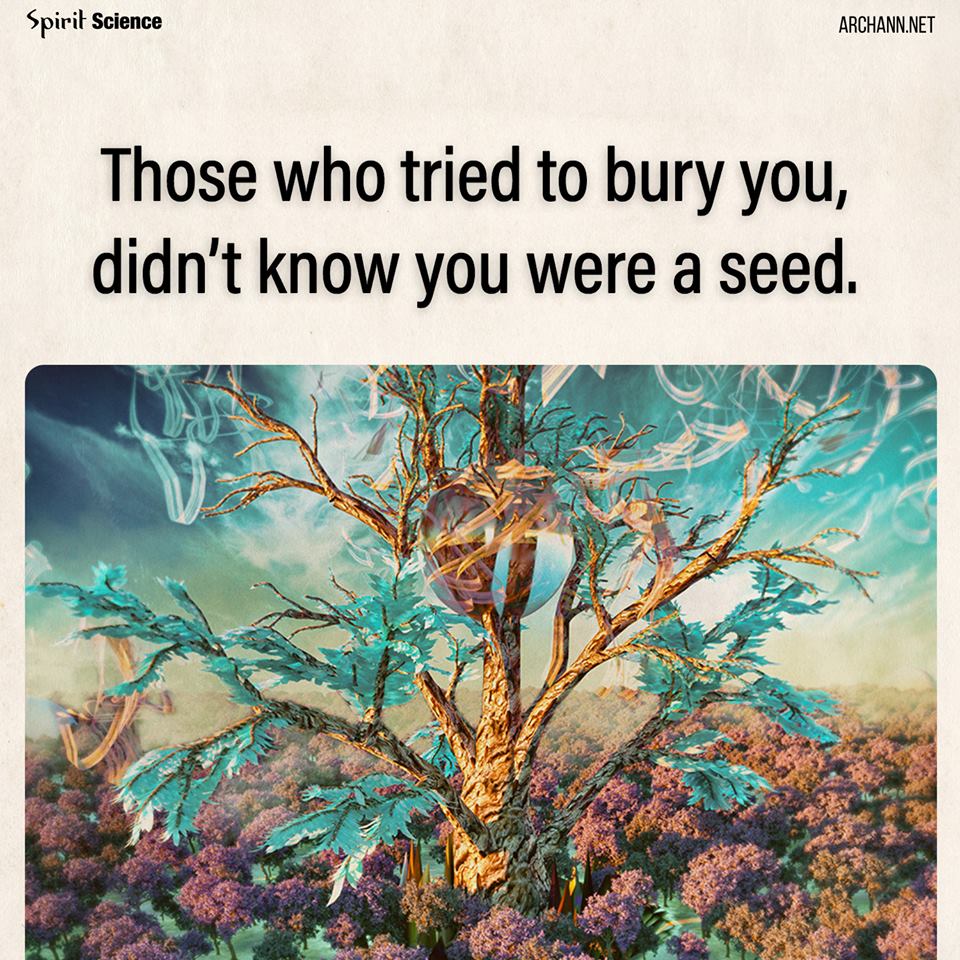 Spirit Science
ARCHANN.NET
Those who tried to bury you,
didn’t know you were a seed.